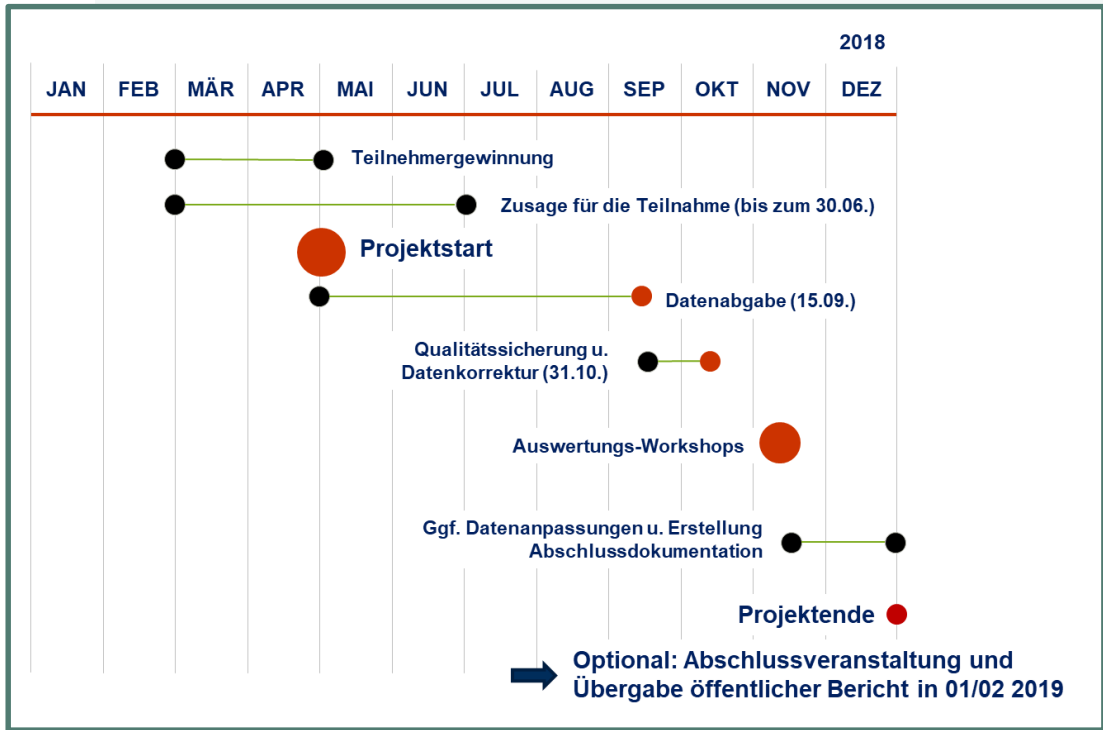 2018
JAN FEB MÄR APR MAI JUN JUL AUG SEP OKT NOV DEZ
Teilnehmergewinnung
Zusage für die Teilnahme (bis zum 30.06.)
Projektstart
Datenabgabe (15.09.)
Qualitätssicherung u.
Datenkorrektur (31.10.)
Auswertungs-Workshops
Ggf. Datenanpassungen u. Erstellung
Abschlussdokumentation
Projektende
Optional: Abschlussveranstaltung und
Übergabe öffentlicher Bericht in 01/02 2019